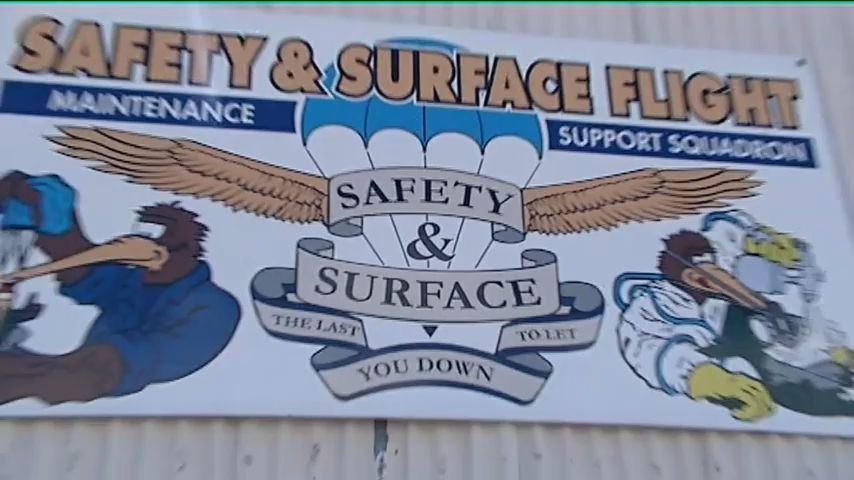 SAFETY & SURFACE FLIGHT
MAINTENANCE
SUPPORT SQUADRON
SAFETY
&
SURFACE
THE LAST
TO LET
YOU DOWN